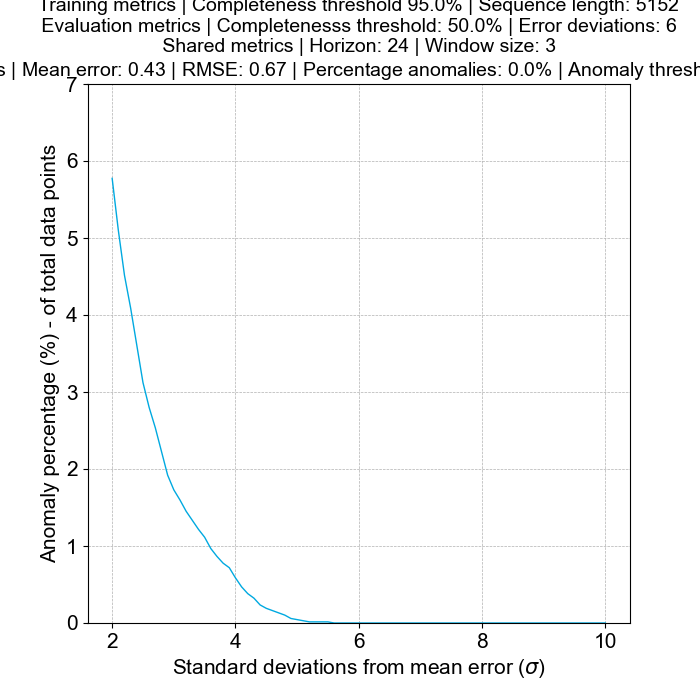 Training metrics | Completeness threshold 95.0% | Sequence length: 5152
Evaluation metrics | Completenesss threshold: 50.0% | Error deviations: 6
Shared metrics | Horizon: 24 | Window size: 3
s | Mean error: 0.43 | RMSE: 0.67 | Percentage anomalies: 0.0% | Anomaly thresh
7
6
5
4
3
2
1
0
Anomaly percentage (%) - of total data points
2 4 6 8 10
Standard deviations from mean error (σ)